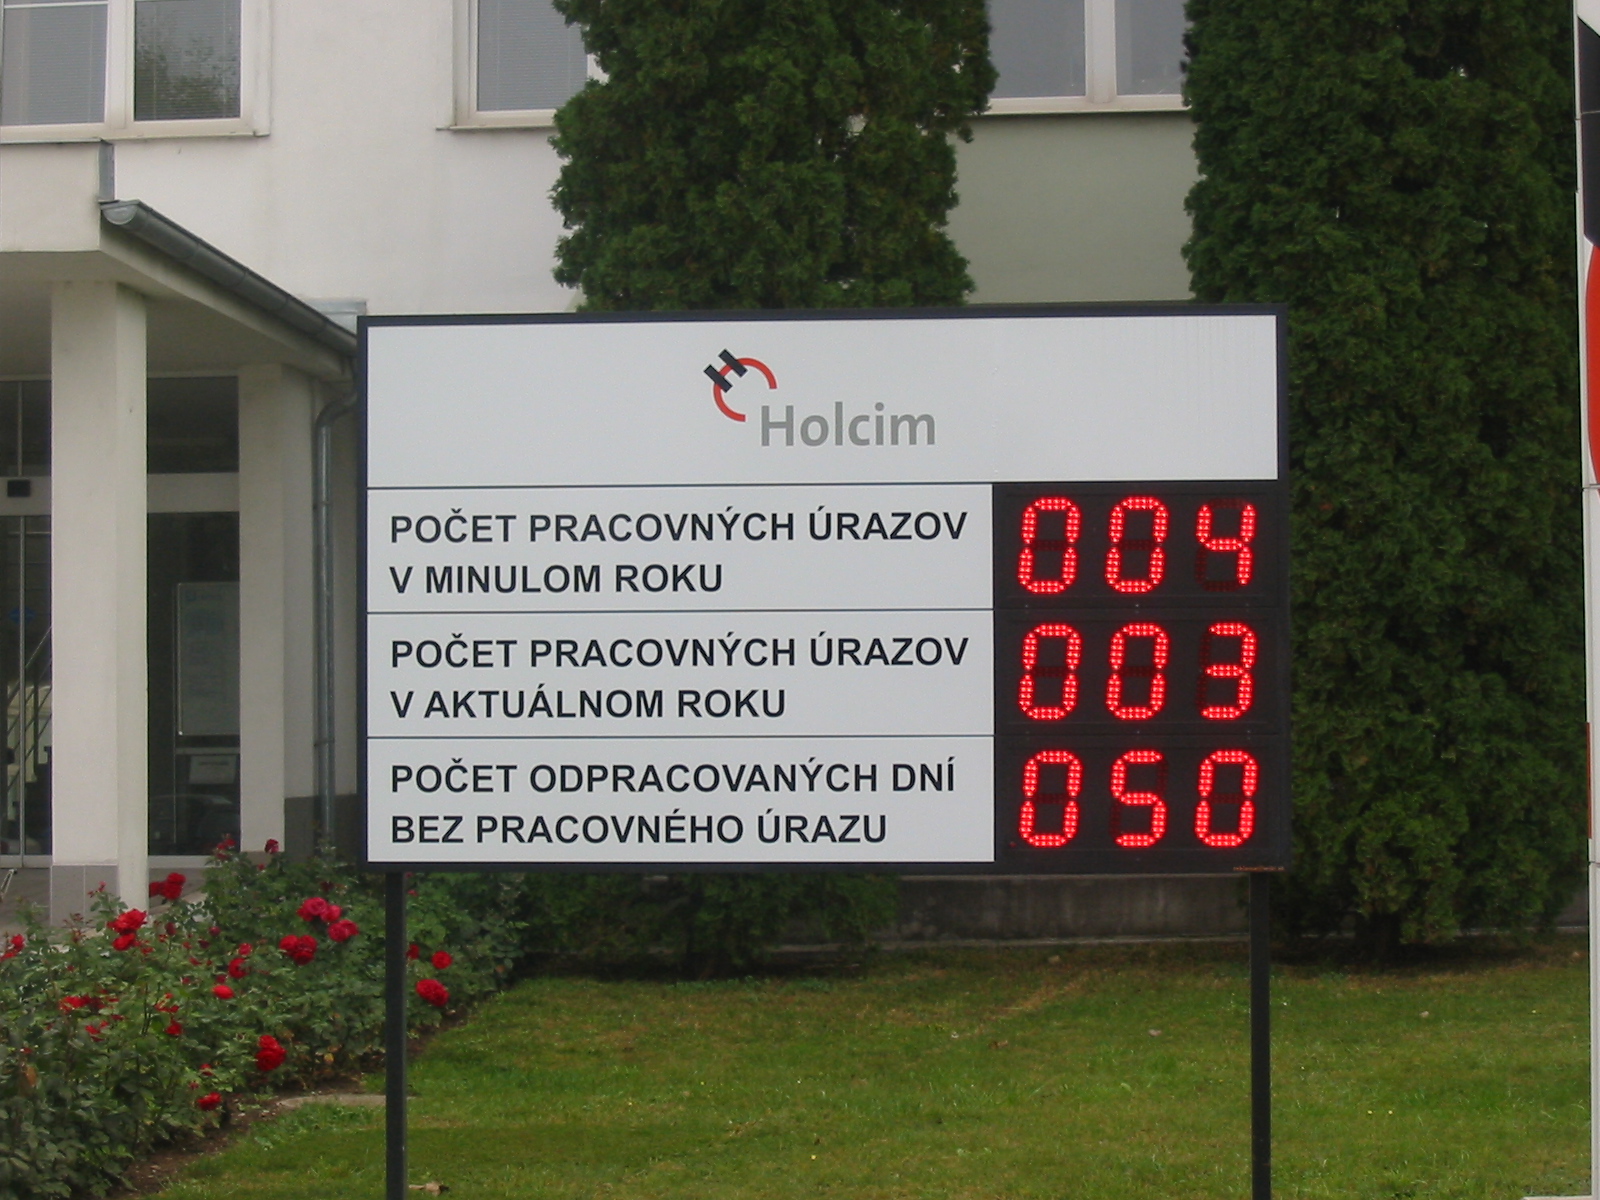 Holcim
POČET PRACOVNÝCH ÚRAZOV 004
V MINULOM ROKU
POČET PRACOVNÝCH ÚRAZOV 003
V AKTUÁLNOM ROKU
POČET ODPRACOVANÝCH DNÍ 050
BEZ PRACOVNÉHO ÚRAZU